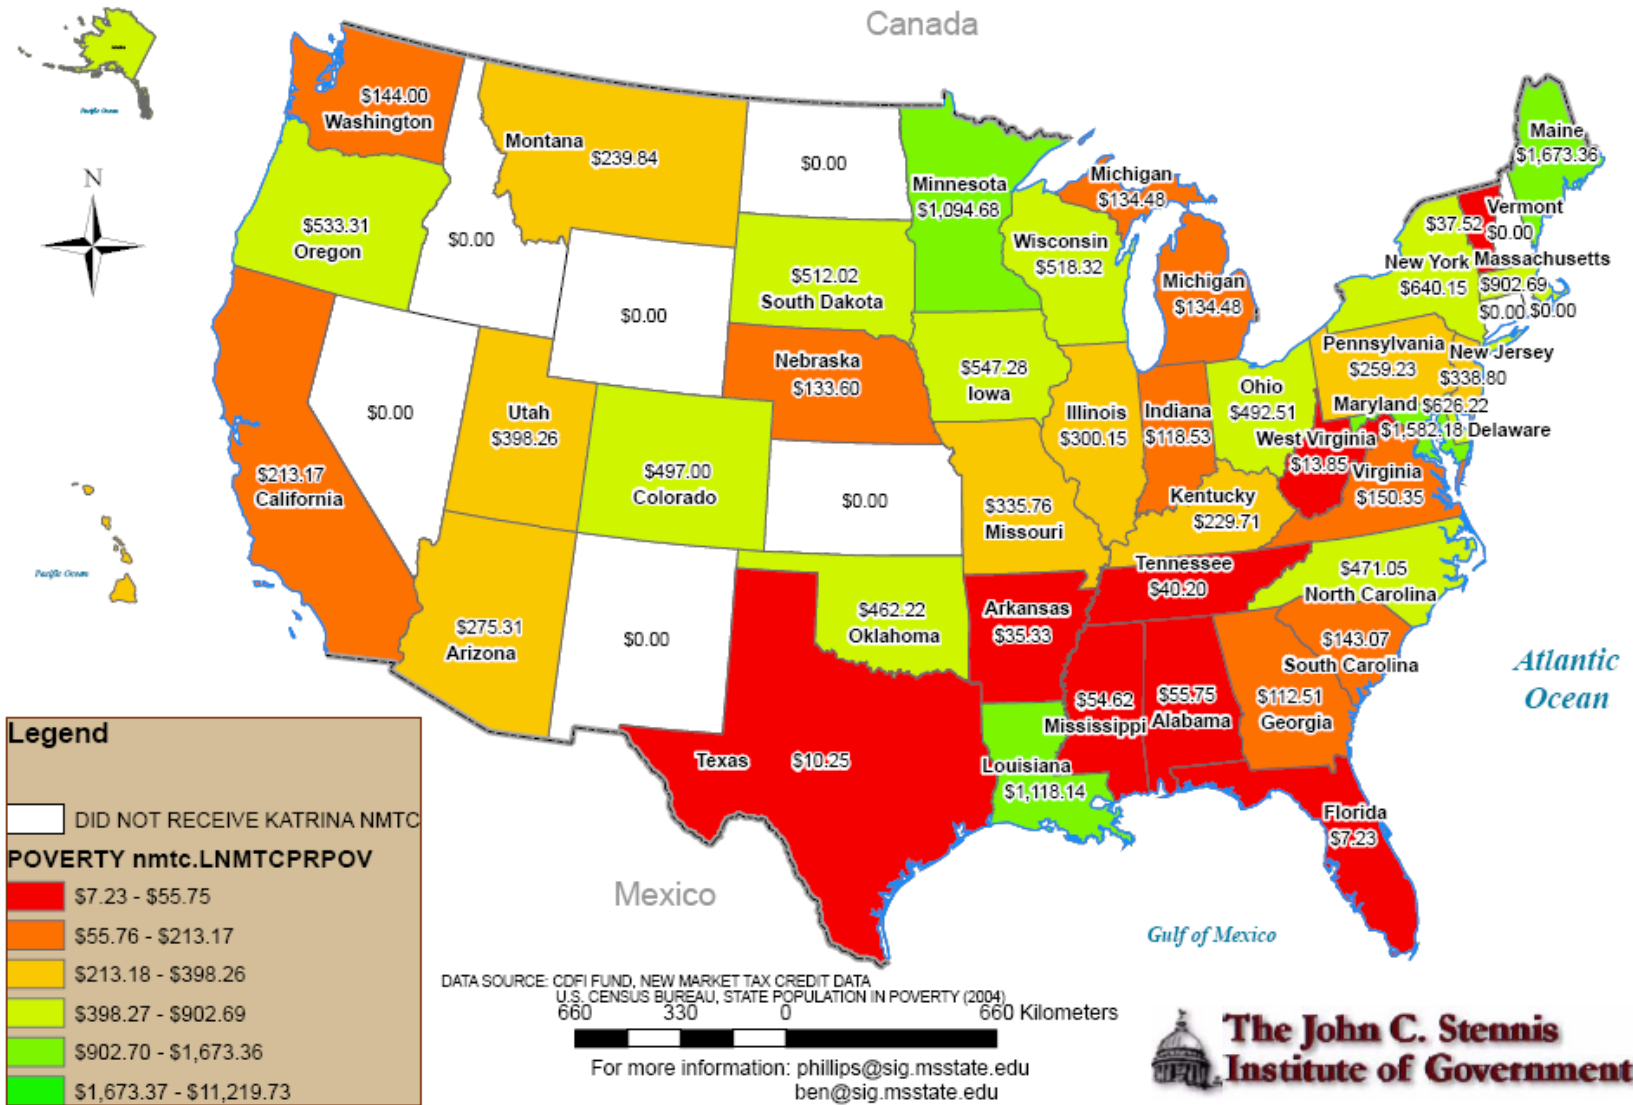 Canada
Pacific Ocean
N
$144.00
Washington
Montana
$239.84
$0.00
Minnesota
$1,094.68
Michigan
$134.48
Maine
$1,673.36
$533.31
Oregon
$0.00
$512.02
South Dakota
Wisconsin
$518.32
Michigan
$134.48
$37.52
Vermont
$0.00
New York
$640.15
Massachusetts
$902.69
$0.00
$0.00
$0.00
Nebraska
$133.60
$547.28
Iowa
Pennsylvania
$259.23
New Jersey
$338.80
$0.00
Utah
$398.26
Illinois
$300.15
Indiana
$118.53
Ohio
$492.51
Maryland
$626.22
$1,582.18
Delaware
West Virginia
$13.85
Virginia
$150.35
$213.17
California
$497.00
Colorado
$0.00
$335.76
Missouri
Kentucky
$229.71
Pacific Ocean
Tennessee
$40.20
$471.05
North Carolina
$275.31
Arizona
$0.00
$462.22
Oklahoma
Arkansas
$35.33
$143.07
South Carolina
Atlantic
Ocean
$54.62
Mississippi
$55.75
Alabama
$112.51
Georgia
Texas
$10.25
Louisiana
$1,118.14
Florida
$7.23
Mexico
Gulf of Mexico
Legend
DID NOT RECEIVE KATRINA NMTC
POVERTY nmtc.LNMTCPRPOV
$7.23 - $55.75
$55.76 - $213.17
$213.18 - $398.26
$398.27 - $902.69
$902.70 - $1,673.36
$1,673.37 - $11,219.73
DATA SOURCE: CDFI FUND, NEW MARKET TAX CREDIT DATA
U.S. CENSUS BUREAU, STATE POPULATION IN POVERTY (2004)
660 330 0 660 Kilometers
For more information: phillips@sig.msstate.edu
ben@sig.msstate.edu
The John C. Stennis
Institute of Government